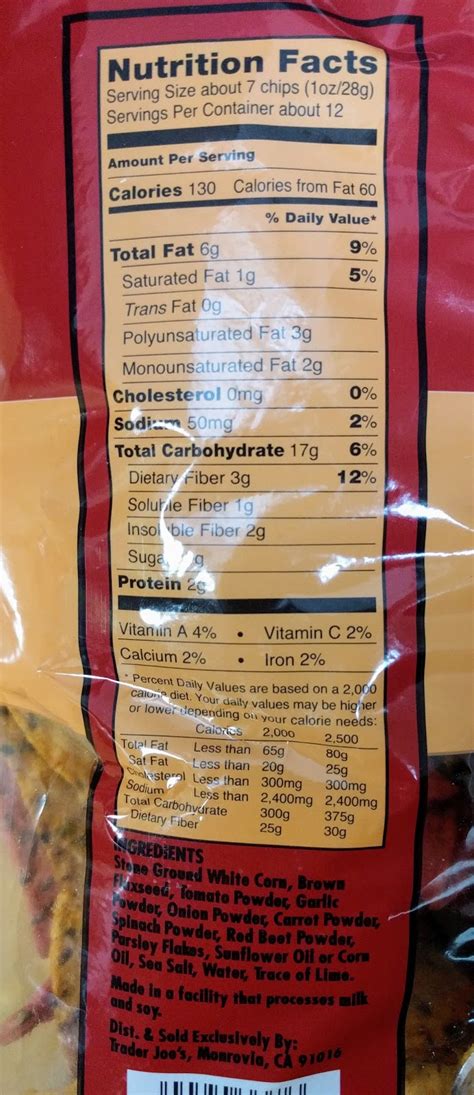 Nutrition Facts
Serving Size about 7 chips (1oz/28g)
Servings Per Container about 12
Amount Per Serving
Calories 130 Calories from Fat 60
% Daily Value*
Total Fat 6g 9%
Saturated Fat 1g 5%
Trans Fat 0g
Polyunsaturated Fat 3g
Monounsaturated Fat 2g
Cholesterol 0mg 0%
Sodium 50mg 2%
Total Carbohydrate 17g 6%
Dietary Fiber 3g 12%
Soluble Fiber 1g
Insoluble Fiber 2g
Protein 2g
Vitamin A 4% • Vitamin C 2%
Calcium 2% • Iron 2%
* Percent Daily Values are based on a 2,000
calorie diet. Your daily values may be higher
or lower depending on your calorie needs:
Calories 2,000 2,500
Total Fat Less than 65g 80g
Sat Fat Less than 20g 25g
Cholesterol Less than 300mg 300mg
Sodium Less than 2,400mg 2,400mg
Total Carbohydrate 300g 375g
Dietary Fiber 25g 30g
INGREDIENTS
Stone Ground White Corn, Brown
Flaxseed, Tomato Powder, Garlic
Powder, Onion Powder, Carrot Powder,
Spinach Powder, Red Beet Powder,
Parsley Flakes, Sunflower Oil or Corn
Oil, Sea Salt, Water, Trace of Lime.
Made in a facility that processes milk
and soy.
Dist. & Sold Exclusively By:
Trader Joe's, Monrovia, CA 91016